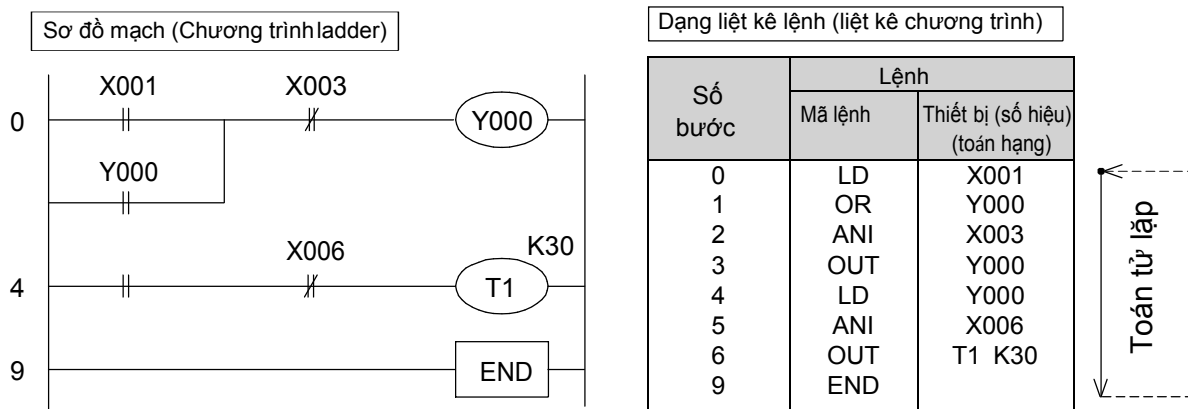 Sơ đồ mạch (Chương trình ladder)
X001 X003
0 Y000
Y000
X006 K30
4 T1
9 END
Dạng liệt kê lệnh (liệt kê chương trình)
Số bước
Lệnh
Mã lệnh
Thiết bị (số hiệu)
(toán hạng)
0 LD X001
1 OR Y000
2 ANI X003
3 OUT Y000
4 LD Y000
5 ANI X006
6 OUT T1 K30
9 END
Toán tử lặp